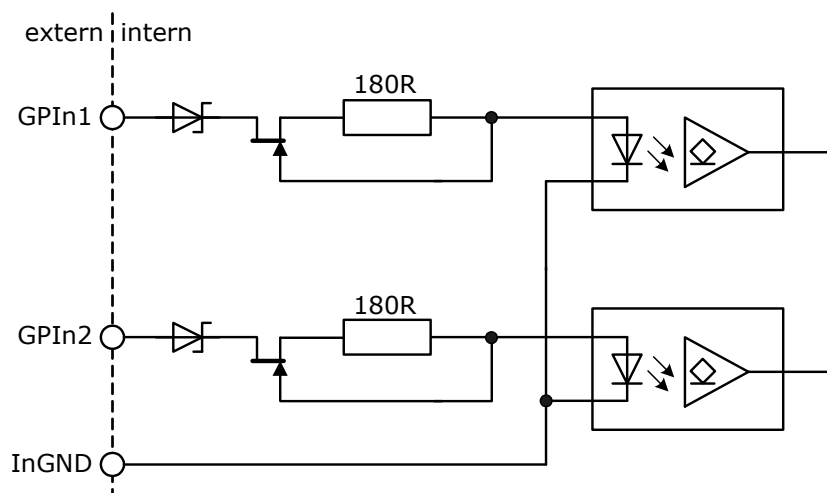 extern intern
180R
GPIn1
180R
GPIn2
InGND